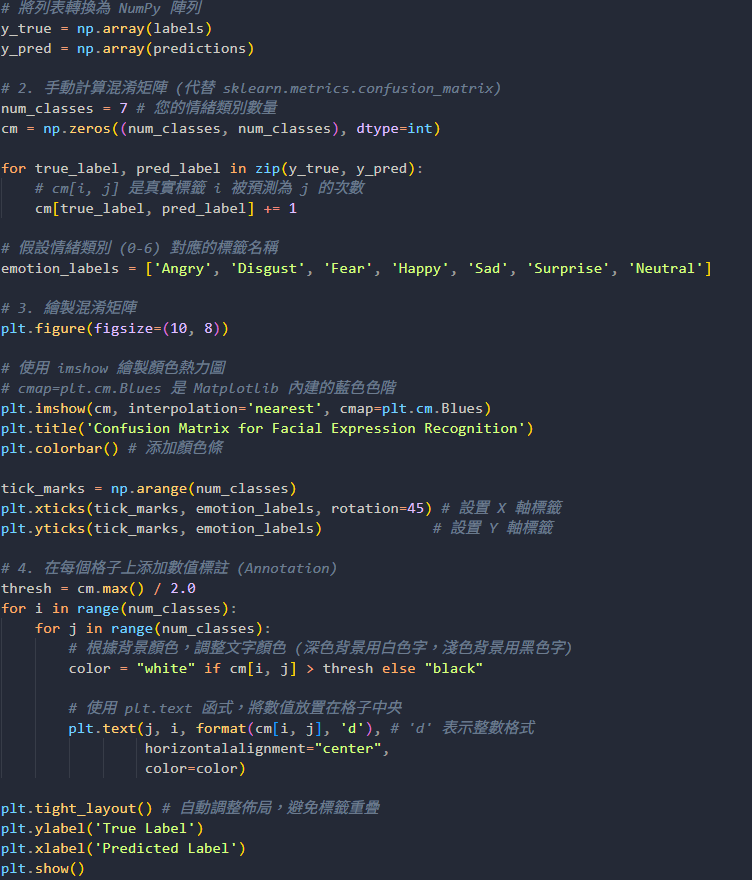 # 將列表轉換為 NumPy 陣列
y_true = np.array(labels)
y_pred = np.array(predictions)

# 2. 手動計算混淆矩陣 (代替 sklearn.metrics.confusion_matrix)
num_classes = 7 # 您的情緒類別數量
cm = np.zeros((num_classes, num_classes), dtype=int)

for true_label, pred_label in zip(y_true, y_pred):
    # cm[i, j] 是真實標籤 i 被預測為 j 的次數
    cm[true_label, pred_label] += 1

# 假設情緒類別 (0-6) 對應的標籤名稱
emotion_labels = ['Angry', 'Disgust', 'Fear', 'Happy', 'Sad', 'Surprise', 'Neutral']

# 3. 繪製混淆矩陣
plt.figure(figsize=(10, 8))

# 使用 imshow 繪製顏色熱力圖
# cmap=plt.cm.Blues 是 Matplotlib 內建的藍色色階
plt.imshow(cm, interpolation='nearest', cmap=plt.cm.Blues)
plt.title('Confusion Matrix for Facial Expression Recognition')
plt.colorbar() # 添加顏色條

tick_marks = np.arange(num_classes)
plt.xticks(tick_marks, emotion_labels, rotation=45) # 設置 X 軸標籤
plt.yticks(tick_marks, emotion_labels)             # 設置 Y 軸標籤

# 4. 在每個格子上添加數值標註 (Annotation)
thresh = cm.max() / 2.0
for i in range(num_classes):
    for j in range(num_classes):
        # 根據背景顏色，調整文字顏色 (深色背景用白色字，淺色背景用黑色字)
        color = "white" if cm[i, j] > thresh else "black"

        # 使用 plt.text 函式，將數值放置在格子中央
        plt.text(j, i, format(cm[i, j], 'd'), # 'd' 表示整數格式
                 horizontalalignment="center",
                 color=color)

plt.tight_layout() # 自動調整佈局，避免標籤重疊
plt.ylabel('True Label')
plt.xlabel('Predicted Label')
plt.show()